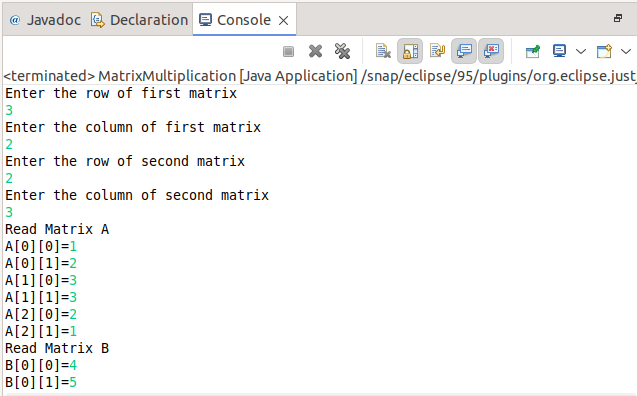 @ Javadoc Declaration Console
<terminated> MatrixMultiplication [Java Application] /snap/eclipse/95/plugins/org.eclipse.just
Enter the row of first matrix
3
Enter the column of first matrix
2
Enter the row of second matrix
2
Enter the column of second matrix
3
Read Matrix A
A[0][0]=1
A[0][1]=2
A[1][0]=3
A[1][1]=3
A[2][0]=2
A[2][1]=1
Read Matrix B
B[0][0]=4
B[0][1]=5